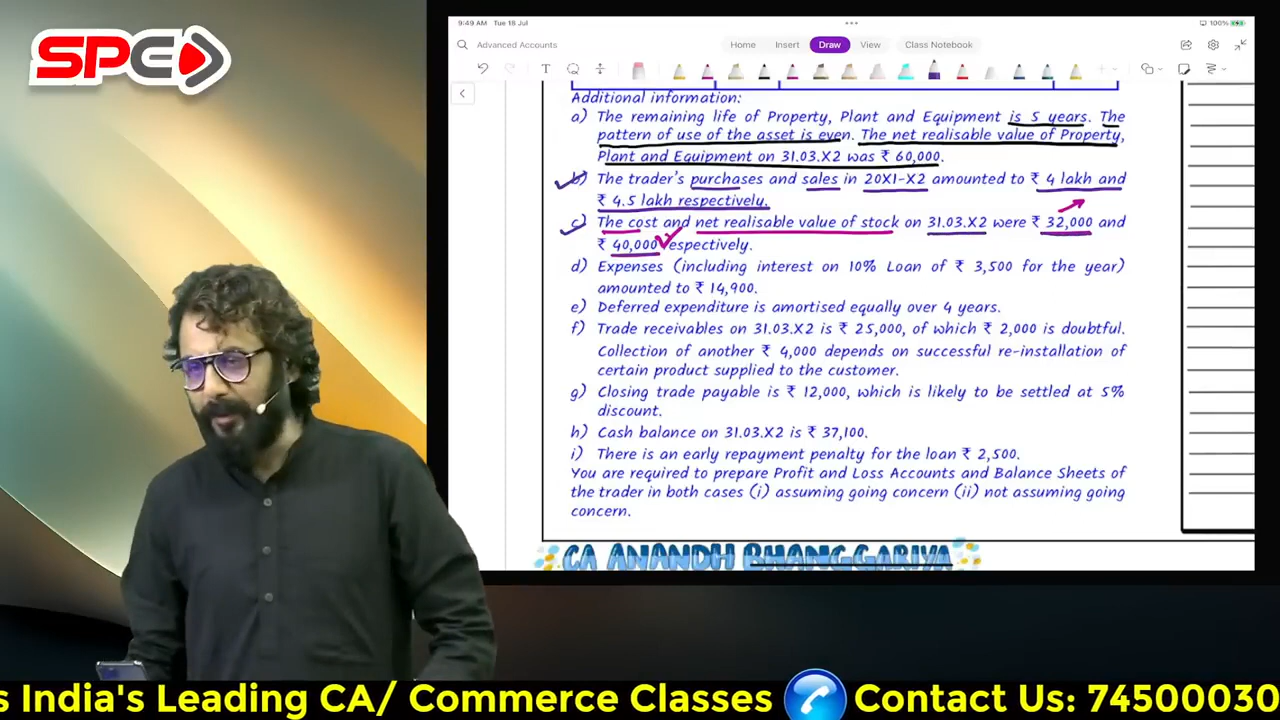 SPED
9:49 AM Tue 18 Jul
100%
Advanced Accounts
Home Insert Draw View Class Notebook
Additional information:
a) The remaining life of Property, Plant and Equipment is 5 years. The
pattern of use of the asset is even. The net realisable value of Property,
Plant and Equipment on 31.03.X2 was ₹ 60,000.
b) The trader's purchases and sales in 20X1-X2 amounted to ₹ 4 lakh and
₹ 4.5 lakh respectively.
c) The cost and net realisable value of stock on 31.03.X2 were ₹ 32,000 and
₹ 40,000 respectively.
d) Expenses (including interest on 10% Loan of ₹ 3,500 for the year)
amounted to ₹ 14,900.
e) Deferred expenditure is amortised equally over 4 years.
f) Trade receivables on 31.03.X2 is ₹ 25,000, of which ₹ 2,000 is doubtful.
Collection of another ₹ 4,000 depends on successful re-installation of
certain product supplied to the customer.
g) Closing trade payable is ₹ 12,000, which is likely to be settled at 5%
discount.
h) Cash balance on 31.03.X2 is ₹ 37,100.
i) There is an early repayment penalty for the loan ₹ 2,500.
You are required to prepare Profit and Loss Accounts and Balance Sheets of
the trader in both cases (i) assuming going concern (ii) not assuming going
concern.
CA ANANDH BHANGGARIYA
s India's Leading CA/ Commerce Classes Contact Us: 74500030